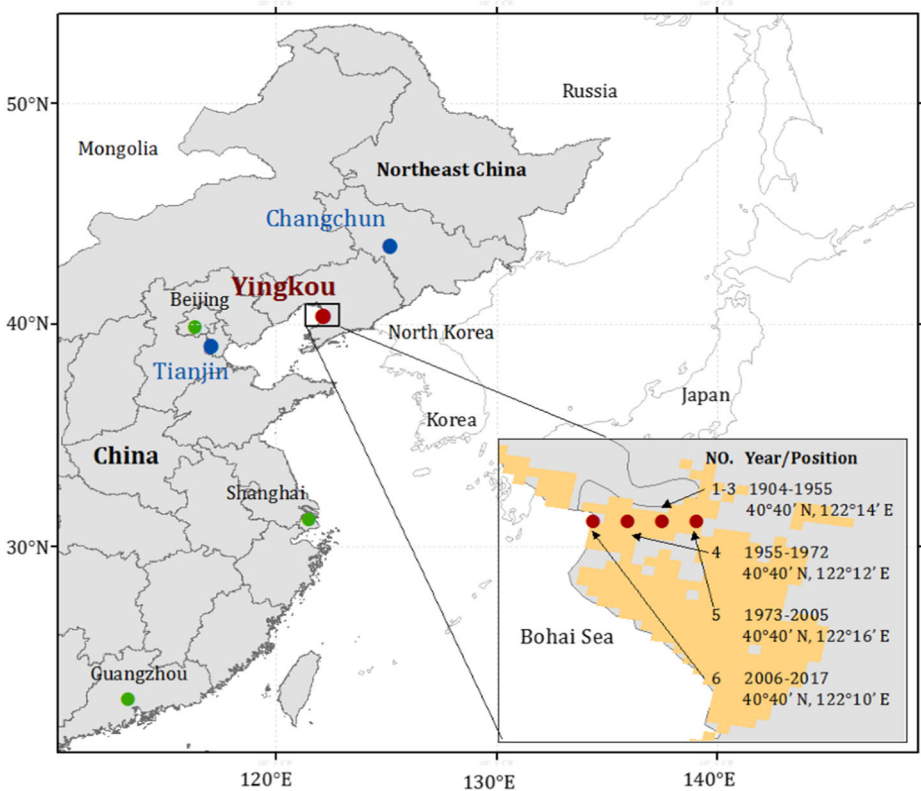 50°N
Russia
Mongolia
Northeast China
Changchun
Yingkou
Beijing
40°N
North Korea
Tianjin
Japan
Korea
China
NO. Year/Position
Shanghai
1-3 1904-1955
40°40′ N, 122°14′ E
30°N
4 1955-1972
40°40′ N, 122°12′ E
5 1973-2005
Bohai Sea
40°40′ N, 122°16′ E
Guangzhou
6 2006-2017
40°40′ N, 122°10′ E
120°E
130°E
140°E